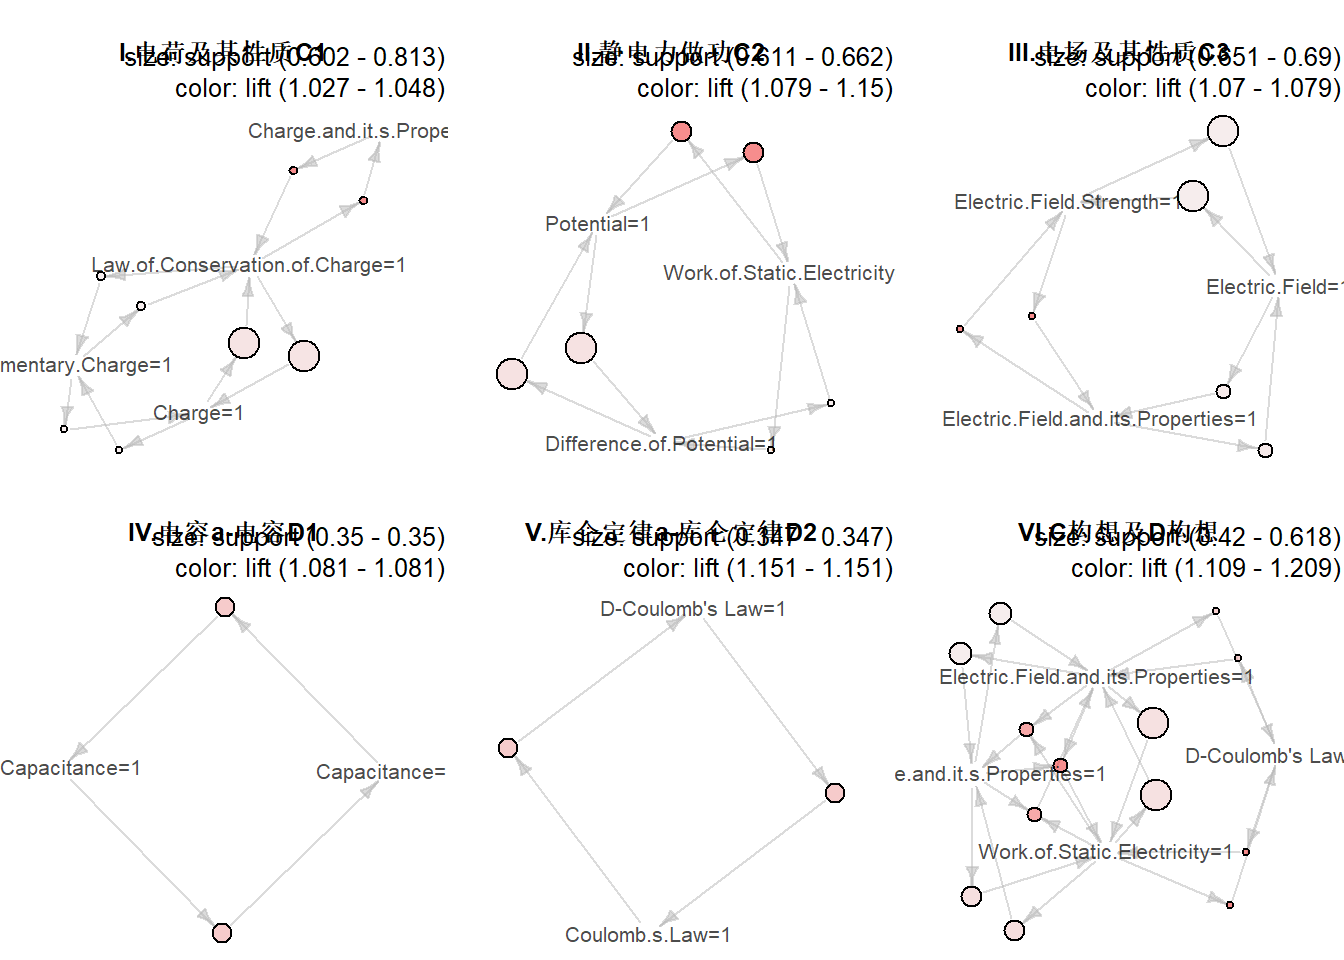 I.电荷及其性质C1
size: support (0.602 - 0.813)
color: lift (1.027 - 1.048)
Charge.and.it.s.Prope
Law.of.Conservation.of.Charge=1
mentary.Charge=1
Charge=1
II.静电力做功C2
size: support (0.611 - 0.662)
color: lift (1.079 - 1.15)
Potential=1
Work.of.Static.Electricity
Difference.of.Potential=1
III.电场及其性质C3
size: support (0.651 - 0.69)
color: lift (1.07 - 1.079)
Electric.Field.Strength=1
Electric.Field=1
Electric.Field.and.its.Properties=1
IV.电容a-电容D1
size: support (0.35 - 0.35)
color: lift (1.081 - 1.081)
Capacitance=1
Capacitance=
V.库仑定律a-库仑定律D2
size: support (0.347 - 0.347)
color: lift (1.151 - 1.151)
D-Coulomb's Law=1
Coulomb.s.Law=1
VI.C构想及D构想
size: support (0.42 - 0.618)
color: lift (1.109 - 1.209)
Electric.Field.and.its.Properties=1
D-Coulomb's Law
e.and.it.s.Properties=1
Work.of.Static.Electricity=1